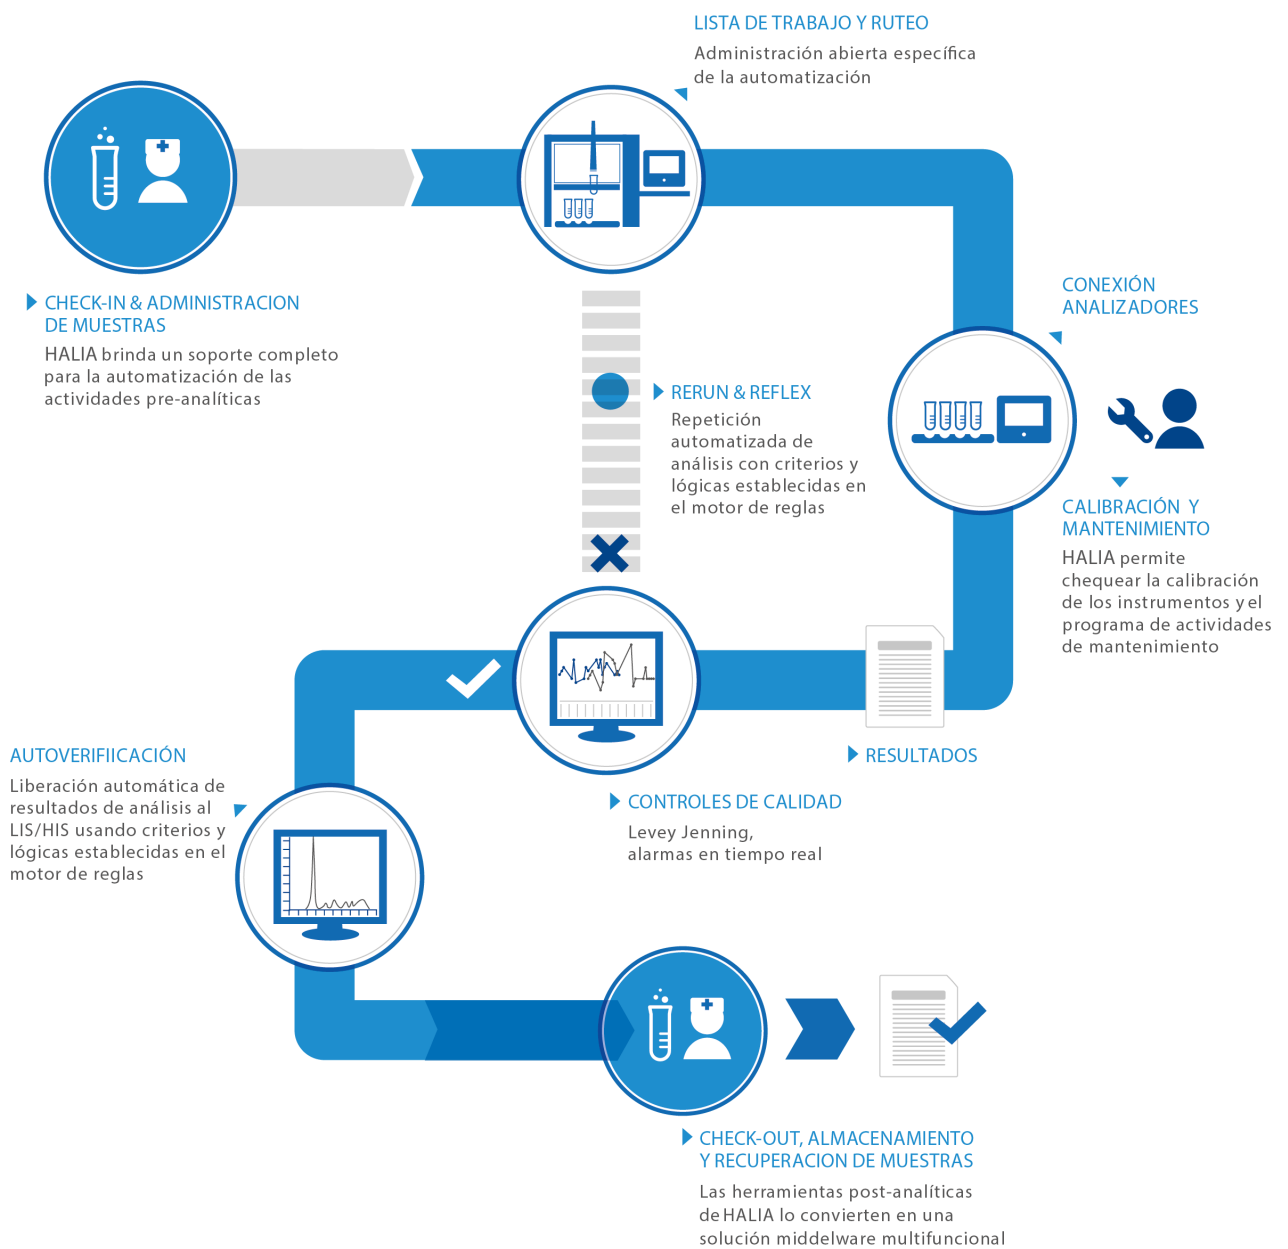 LISTA DE TRABAJO Y RUTEO
Administración abierta específica
de la automatización
CHECK-IN & ADMINISTRACION
DE MUESTRAS
HALIA brinda un soporte completo
para la automatización de las
actividades pre-analíticas
CONEXIÓN
ANALIZADORES
RERUN & REFLEX
Repetición
automatizada de
análisis con criterios y
lógicas establecidas en
el motor de reglas
CALIBRACIÓN Y
MANTENIMIENTO
HALIA permite
chequear la calibración
de los instrumentos y el
programa de actividades
de mantenimiento
RESULTADOS
CONTROLES DE CALIDAD
Levey Jenning,
alarmas en tiempo real
AUTOVERIFIICACIÓN
Liberación automática de
resultados de análisis al
LIS/HIS usando criterios y
lógicas establecidas en el
motor de reglas
CHECK-OUT, ALMACENAMIENTO
Y RECUPERACION DE MUESTRAS
Las herramientas post-analíticas
de HALIA lo convierten en una
solución middelware multifuncional